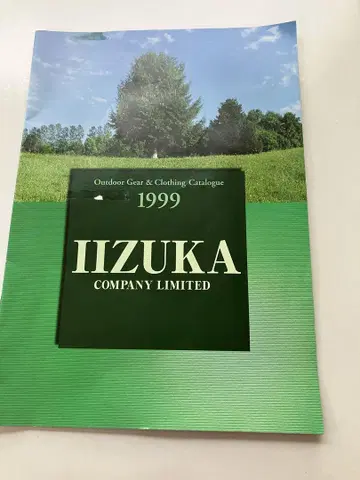 Outdoor Gear & Clothing Catalogue
1999
IIZUKA
COMPANY LIMITED